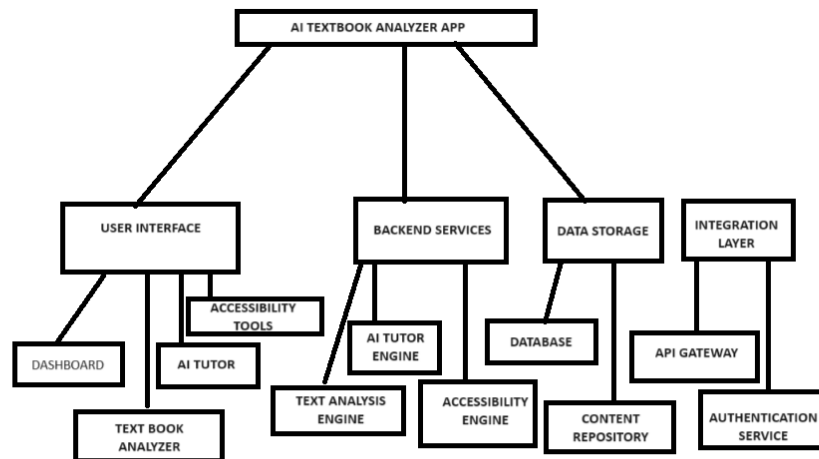 AI TEXTBOOK ANALYZER APP
USER INTERFACE
BACKEND SERVICES
DATA STORAGE
INTEGRATION
LAYER
DASHBOARD
TEXT BOOK
ANALYZER
AI TUTOR
ACCESSIBILITY
TOOLS
TEXT ANALYSIS
ENGINE
AI TUTOR
ENGINE
ACCESSIBILITY
ENGINE
DATABASE
CONTENT
REPOSITORY
API GATEWAY
AUTHENTICATION
SERVICE